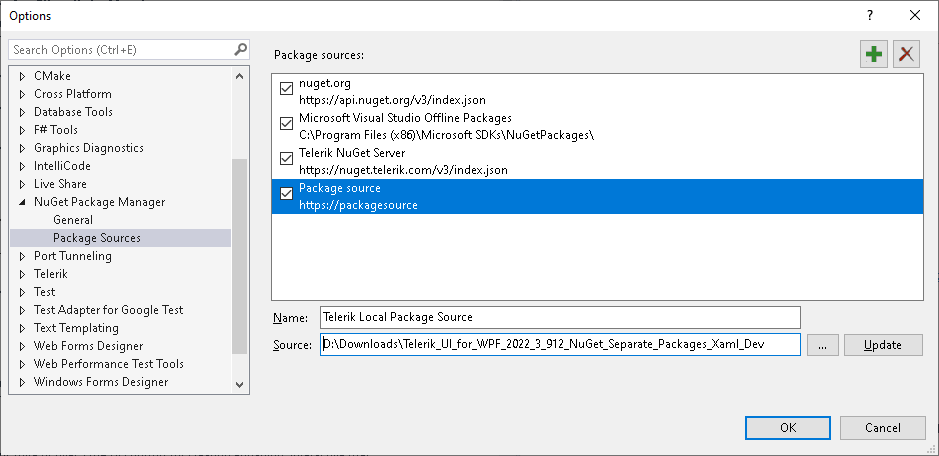 Options
?
Search Options (Ctrl+E)
CMake
Cross Platform
Database Tools
F# Tools
Graphics Diagnostics
IntelliCode
Live Share
NuGet Package Manager
General
Package Sources
Port Tunneling
Telerik
Test
Test Adapter for Google Test
Text Templating
Web Forms Designer
Web Performance Test Tools
Windows Forms Designer
Package sources:
nuget.org
https://api.nuget.org/v3/index.json
Microsoft Visual Studio Offline Packages
C:\Program Files (x86)\Microsoft SDKs\NuGetPackages\
Telerik NuGet Server
https://nuget.telerik.com/v3/index.json
Package source
https://packagesource
Name: Telerik Local Package Source
Source: D:\Downloads\Telerik_UI_for_WPF_2022_3_912_NuGet_Separate_Packages_Xaml_Dev ... Update
OK Cancel